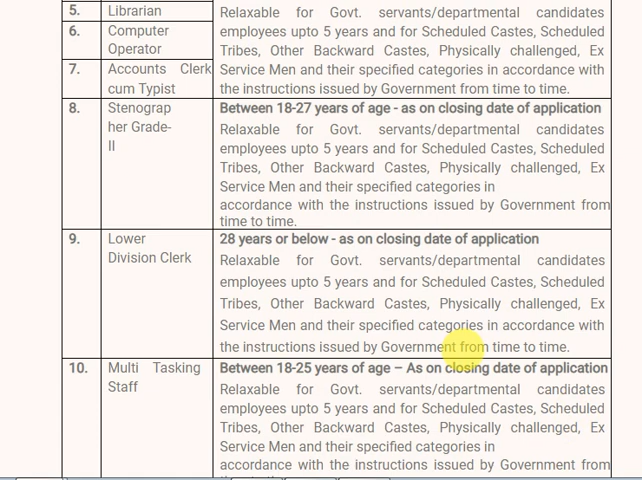 5. Librarian
Relaxable for Govt. servants/departmental candidates
employees upto 5 years and for Scheduled Castes, Scheduled
Tribes, Other Backward Castes, Physically challenged, Ex
Service Men and their specified categories in accordance with
the instructions issued by Government from time to time.
6. Computer
Operator
7. Accounts Clerk
cum Typist
8. Stenograp
her Grade-
II
Between 18-27 years of age - as on closing date of application
Relaxable for Govt. servants/departmental candidates
employees upto 5 years and for Scheduled Castes, Scheduled
Tribes, Other Backward Castes, Physically challenged, Ex
Service Men and their specified categories in
accordance with the instructions issued by Government from
time to time.
9. Lower
Division Clerk
28 years or below - as on closing date of application
Relaxable for Govt. servants/departmental candidates
employees upto 5 years and for Scheduled Castes, Scheduled
Tribes, Other Backward Castes, Physically challenged, Ex
Service Men and their specified categories in accordance with
the instructions issued by Government from time to time.
10. Multi Tasking
Staff
Between 18-25 years of age – As on closing date of application
Relaxable for Govt. servants/departmental candidates
employees upto 5 years and for Scheduled Castes, Scheduled
Tribes, Other Backward Castes, Physically challenged, Ex
Service Men and their specified categories in
accordance with the instructions issued by Government from